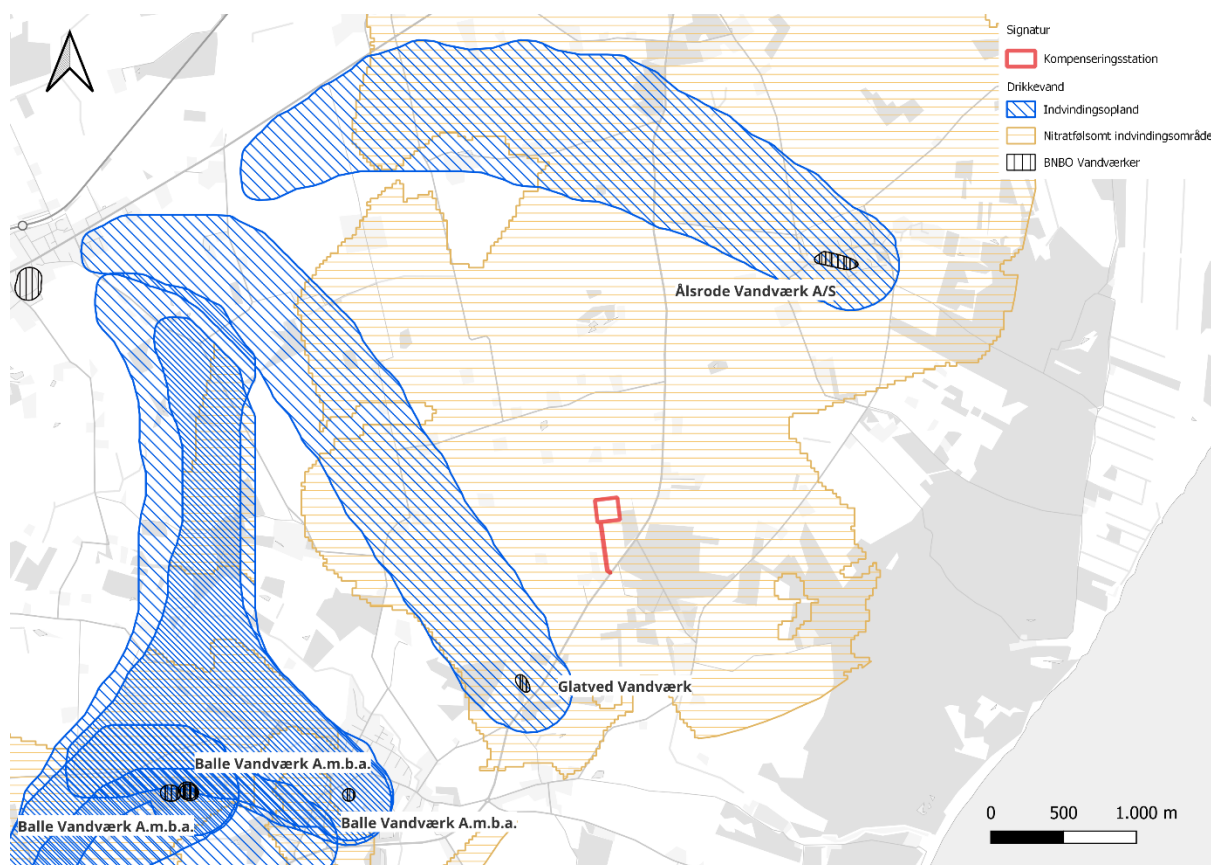 Signatur
Kompenseringsstation
Drikkevand
Indvindingsopland
Nitratfølsomt indvindingsområde
BNBO Vandværker
Ålsrode Vandværk A/S
Glatved Vandværk
Balle Vandværk A.m.b.a.
Balle Vandværk A.m.b.a.
Balle Vandværk A.m.b.a.
0 500 1.000 m